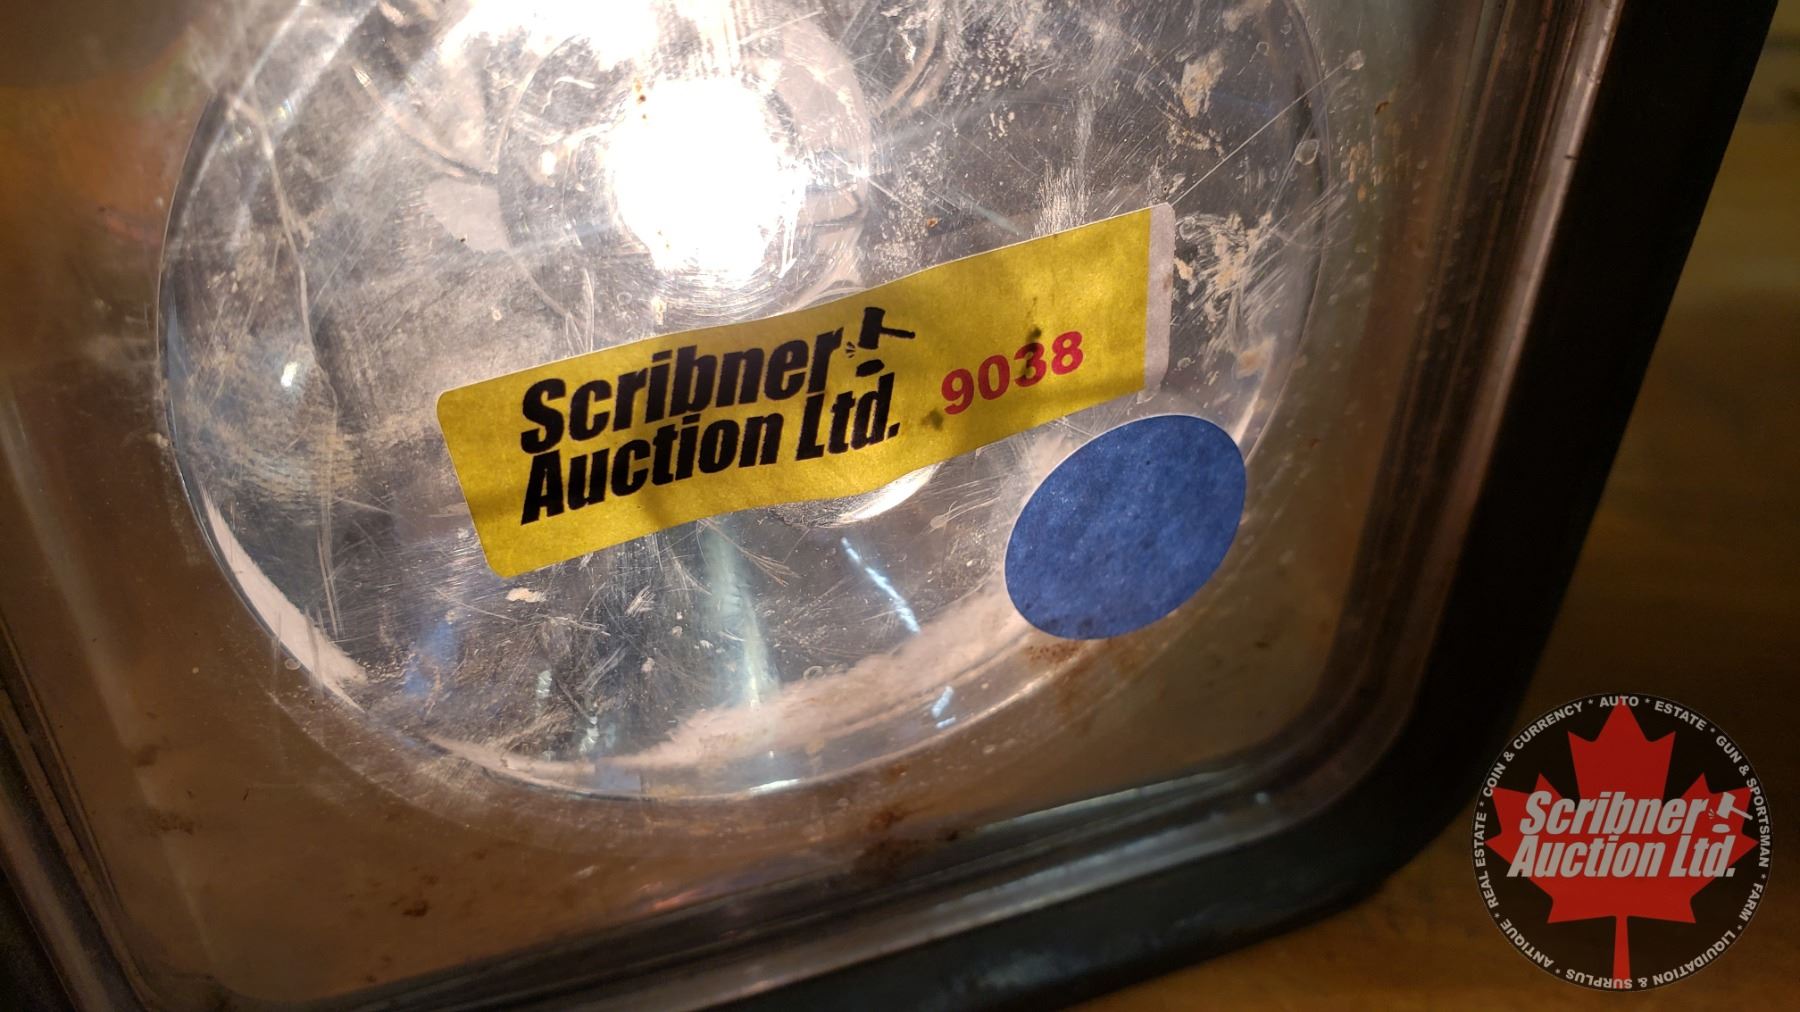 Scribner
Auction Ltd.
9038
Scribner
Auction Ltd.
* REAL ESTATE * COIN & CURRENCY * AUTO * ESTATE * GUN & SPORTSMAN * FARM * LIQUIDATION & SURPLUS * ANTIQUE